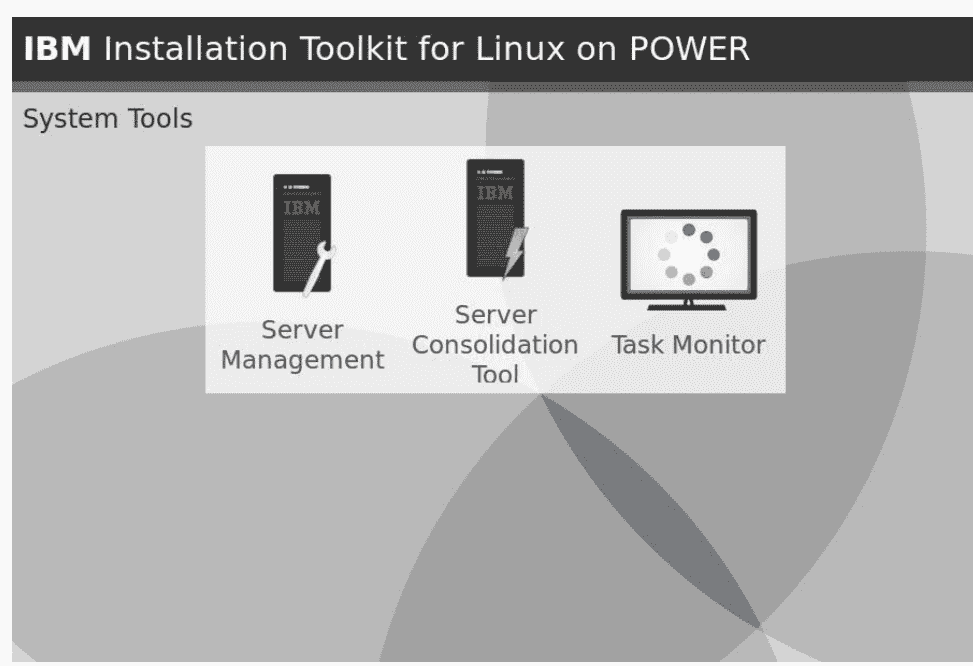 IBM Installation Toolkit for Linux on POWER
System Tools
IBM
IBM
Server
Management
Server
Consolidation
Tool
Task Monitor